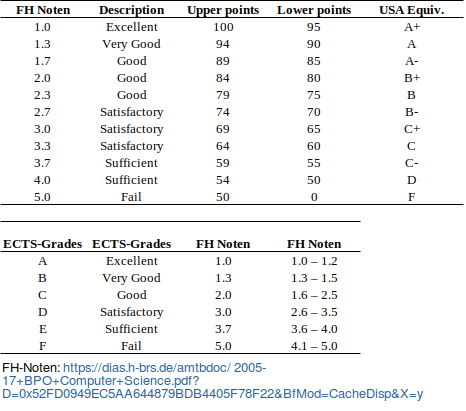 FH Noten Description Upper points Lower points USA Equiv.
1.0 Excellent 100 95 A+
1.3 Very Good 94 90 A
1.7 Good 89 85 A-
2.0 Good 84 80 B+
2.3 Good 79 75 B
2.7 Satisfactory 74 70 B-
3.0 Satisfactory 69 65 C+
3.3 Satisfactory 64 60 C
3.7 Sufficient 59 55 C-
4.0 Sufficient 54 50 D
5.0 Fail 50 0 F
ECTS-Grades ECTS-Grades FH Noten FH Noten
A Excellent 1.0 1.0 – 1.2
B Very Good 1.3 1.3 – 1.5
C Good 2.0 1.6 – 2.5
D Satisfactory 3.0 2.6 – 3.5
E Sufficient 3.7 3.6 – 4.0
F Fail 5.0 4.1 – 5.0
FH-Noten: https://dias.h-brs.de/amtbdoc/ 2005-
17+BPO+Computer+Science.pdf?
D=0x52FD0949EC5AA644879BDB4405F78F22&BfMod=CacheDisp&X=y